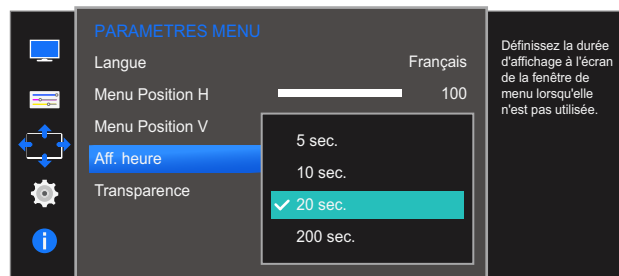 PARAMETRES MENU
Langue Français
Menu Position H 100
Menu Position V
Aff. heure
Transparence
5 sec.
10 sec.
20 sec.
200 sec.
Définissez la durée
d'affichage à l'écran
de la fenêtre de
menu lorsqu'elle
n'est pas utilisée.